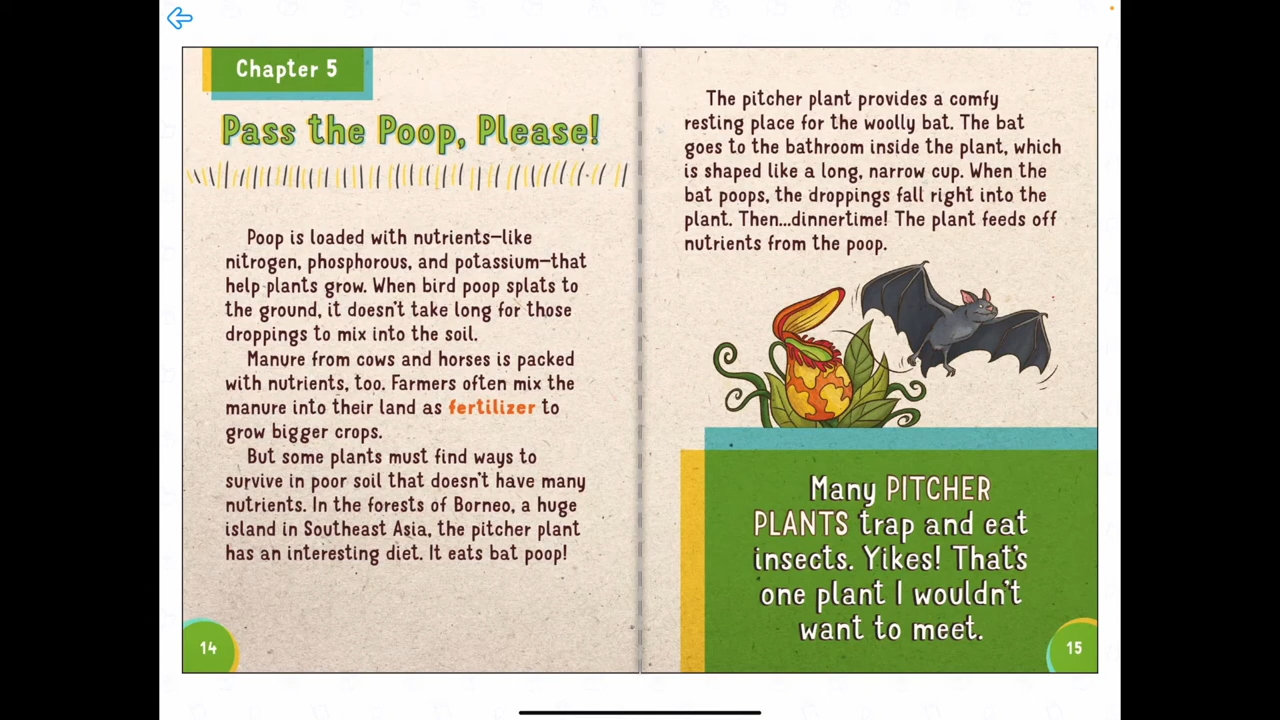 Chapter 5
Pass the Poop, Please!
Poop is loaded with nutrients—like
nitrogen, phosphorous, and potassium—that
help plants grow. When bird poop splats to
the ground, it doesn't take long for those
droppings to mix into the soil.
Manure from cows and horses is packed
with nutrients, too. Farmers often mix the
manure into their land as fertilizer to
grow bigger crops.
But some plants must find ways to
survive in poor soil that doesn't have many
nutrients. In the forests of Borneo, a huge
island in Southeast Asia, the pitcher plant
has an interesting diet. It eats bat poop!
14
The pitcher plant provides a comfy
resting place for the woolly bat. The bat
goes to the bathroom inside the plant, which
is shaped like a long, narrow cup. When the
bat poops, the droppings fall right into the
plant. Then...dinnertime! The plant feeds off
nutrients from the poop.
Many PITCHER
PLANTS trap and eat
insects. Yikes! That's
one plant I wouldn't
want to meet.
15